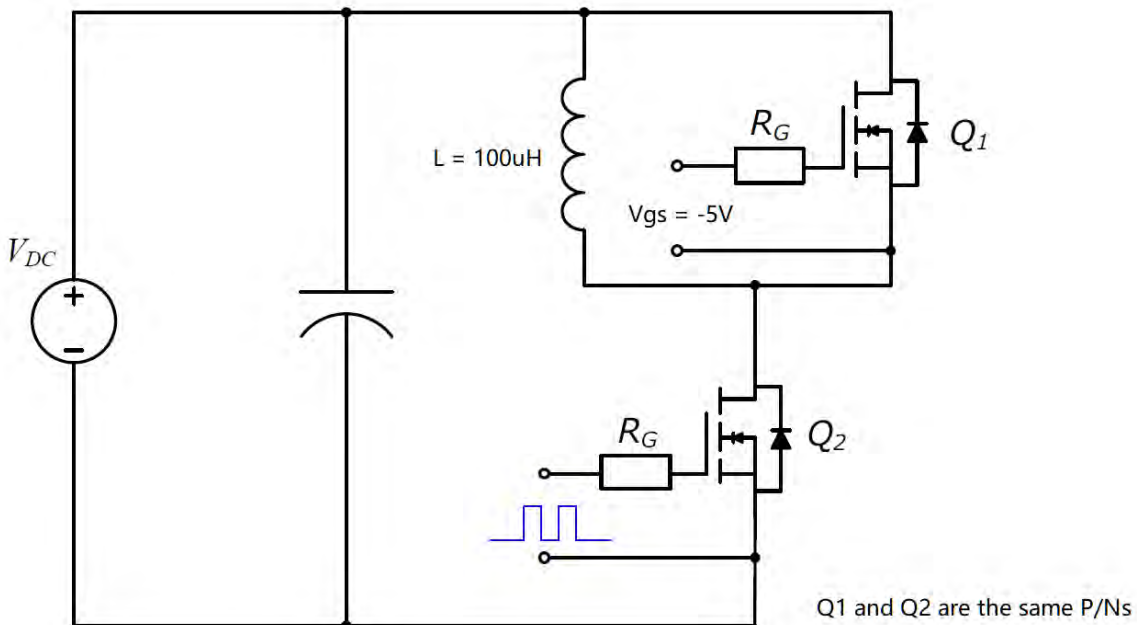 R_G
Q_1
L = 100uH
Vgs = -5V
V_DC
+
−
R_G
Q_2
Q1 and Q2 are the same P/Ns